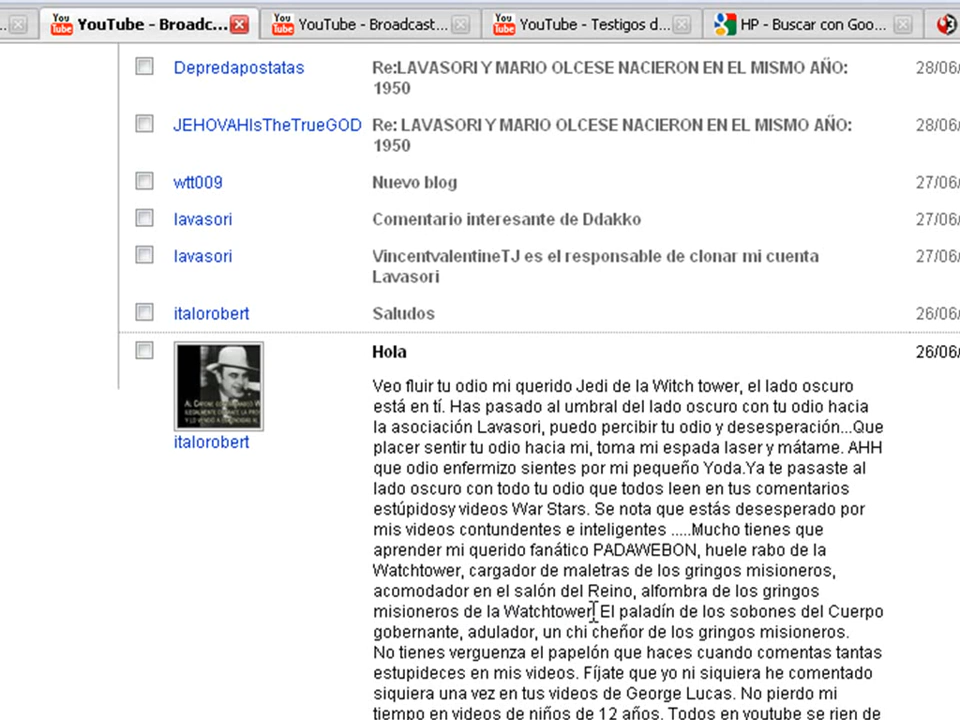 YouTube - Broadc...
YouTube - Broadcast...
YouTube - Testigos d...
HP - Buscar con Goo...
Depredapostatas
Re:LAVASORI Y MARIO OLCESE NACIERON EN EL MISMO AÑO:
1950
28/06/
JEHOVAHIsTheTrueGOD
Re: LAVASORI Y MARIO OLCESE NACIERON EN EL MISMO AÑO:
1950
28/06/
wtt009
Nuevo blog
27/06/
lavasori
Comentario interesante de Ddakko
27/06/
lavasori
VincentvalentineTJ es el responsable de clonar mi cuenta
Lavasori
27/06/
italorobert
Saludos
26/06/
Hola
26/06/
italorobert
Veo fluir tu odio mi querido Jedi de la Witch tower, el lado oscuro
está en tí. Has pasado al umbral del lado oscuro con tu odio hacia
la asociación Lavasori, puedo percibir tu odio y desesperación...Que
placer sentir tu odio hacia mi, toma mi espada laser y mátame. AHH
que odio enfermizo sientes por mi pequeño Yoda.Ya te pasaste al
lado oscuro con todo tu odio que todos leen en tus comentarios
estúpidosy videos War Stars. Se nota que estás desesperado por
mis videos contundentes e inteligentes .....Mucho tienes que
aprender mi querido fanático PADAWEBON, huele rabo de la
Watchtower, cargador de maletras de los gringos misioneros,
acomodador en el salón del Reino, alfombra de los gringos
misioneros de la Watchtower. El paladín de los sobones del Cuerpo
gobernante, adulador, un chi cheñor de los gringos misioneros.
No tienes verguenza el papelón que haces cuando comentas tantas
estupideces en mis videos. Fíjate que yo ni siquiera he comentado
siquiera una vez en tus videos de George Lucas. No pierdo mi
tiempo en videos de niños de 12 años. Todos en youtube se rien de